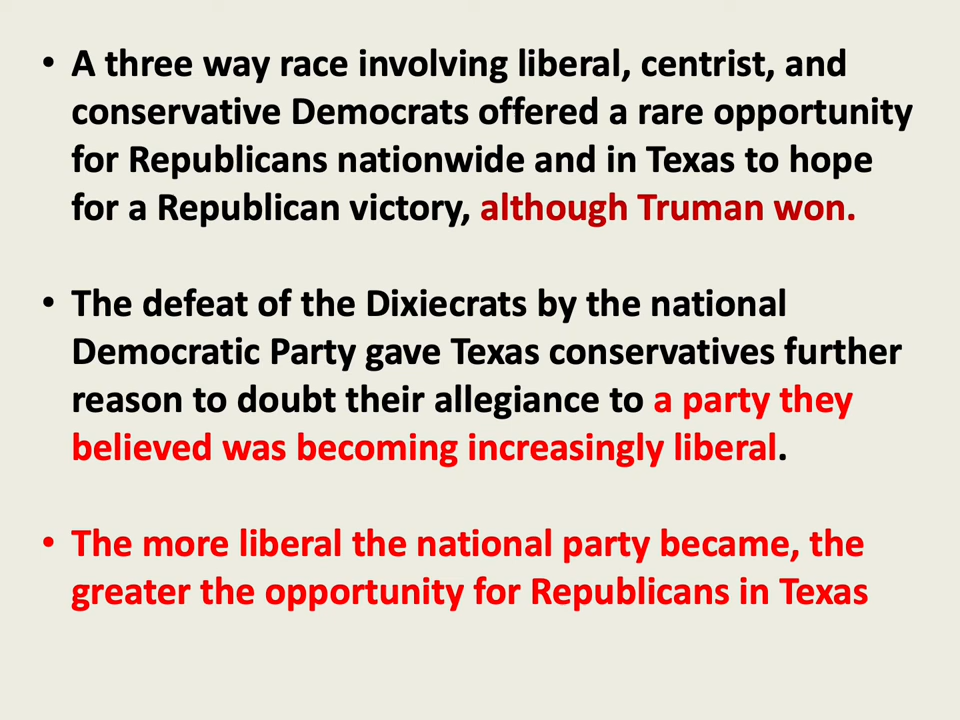 • A three way race involving liberal, centrist, and
conservative Democrats offered a rare opportunity
for Republicans nationwide and in Texas to hope
for a Republican victory, although Truman won.
• The defeat of the Dixiecrats by the national
Democratic Party gave Texas conservatives further
reason to doubt their allegiance to a party they
believed was becoming increasingly liberal.
• The more liberal the national party became, the
greater the opportunity for Republicans in Texas